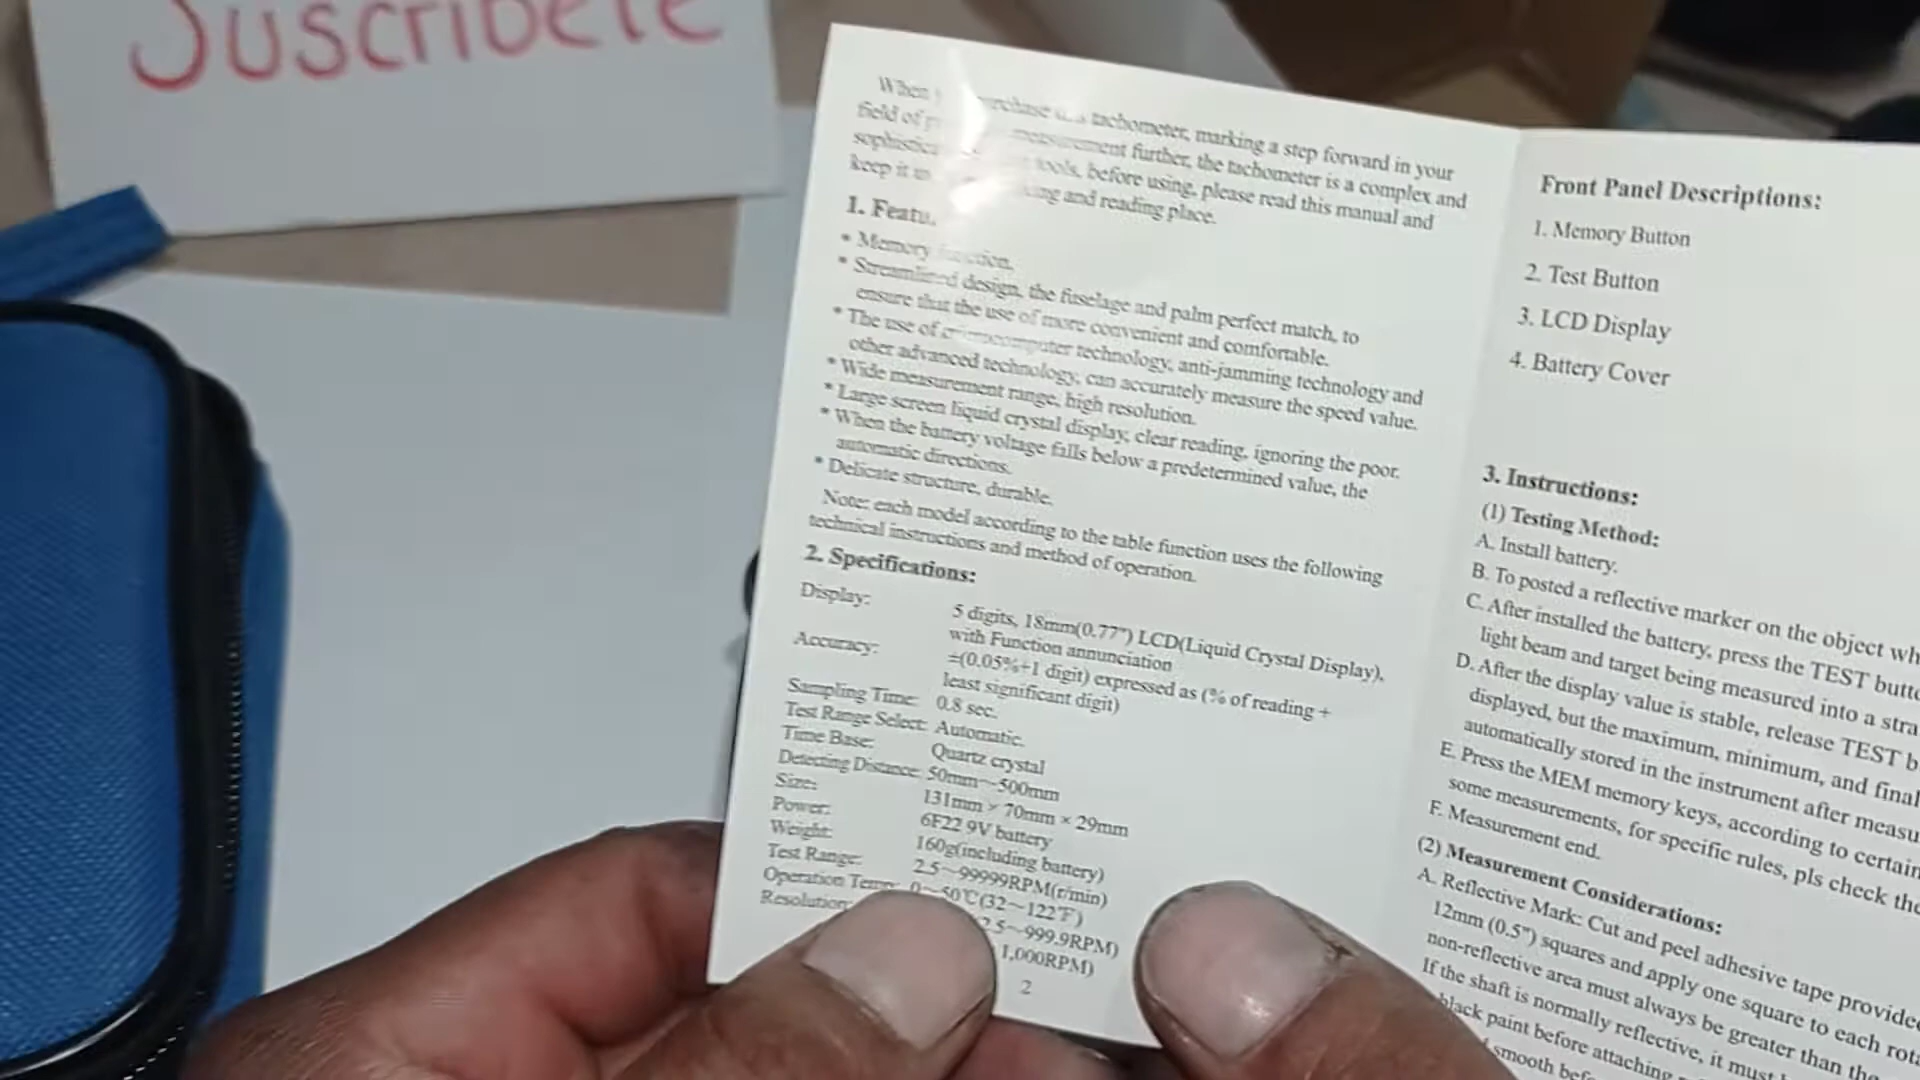 Suscribete
When purchase tachometer, marking a step forward in your
field of measurement further, the tachometer is a complex and
tools, before using, please read this manual and
keep it and reading place.
1.
* Memory
* Streamlined design, the fuselage and palm perfect match, to
ensure that the use of more convenient and comfortable.
* The use of technology, anti-jamming technology and
other advanced technology, can accurately measure the speed value.
* Wide measurement range, high resolution.
* Large screen liquid crystal display, clear reading, ignoring the poor.
* When the battery voltage falls below a predetermined value, the
automatic directions.
* Delicate structure, durable.
Note: each model according to the table function uses the following
technical instructions and method of operation.
2. Specifications:
Display: 5 digits, 18mm(0.77") LCD(Liquid Crystal Display),
with Function annunciation
Accuracy: ±(0.05%+1 digit) expressed as (% of reading +
least significant digit)
Sampling Time: 0.8 sec.
Test Range Select: Automatic.
Time Base: Quartz crystal
Detecting Distance: 50mm~500mm
Size: 131mm × 70mm × 29mm
Power: 6F22 9V battery
Weight: 160g(including battery)
Test Range: 2.5~99999RPM(r/min)
Operation Temp: 0~50℃(32~122℉)
Resolution: 2.5~999.9RPM)
1,000RPM)
2
Front Panel Descriptions:
1. Memory Button
2. Test Button
3. LCD Display
4. Battery Cover
3. Instructions:
(1) Testing Method:
A. Install battery.
B. To posted a reflective marker on the object
C. After installed the battery, press the TEST
light beam and target being measured into a
D. After the display value is stable, release TEST
displayed, but the maximum, minimum, and final
automatically stored in the instrument after
E. Press the MEM memory keys, according to certain
some measurements, for specific rules, pls check the
F. Measurement end.
(2) Measurement Considerations:
A. Reflective Mark: Cut and peel adhesive tape
12mm (0.5") squares and apply one square to each
non-reflective area must always be greater than the
If the shaft is normally reflective, it must
black paint before attaching
smooth